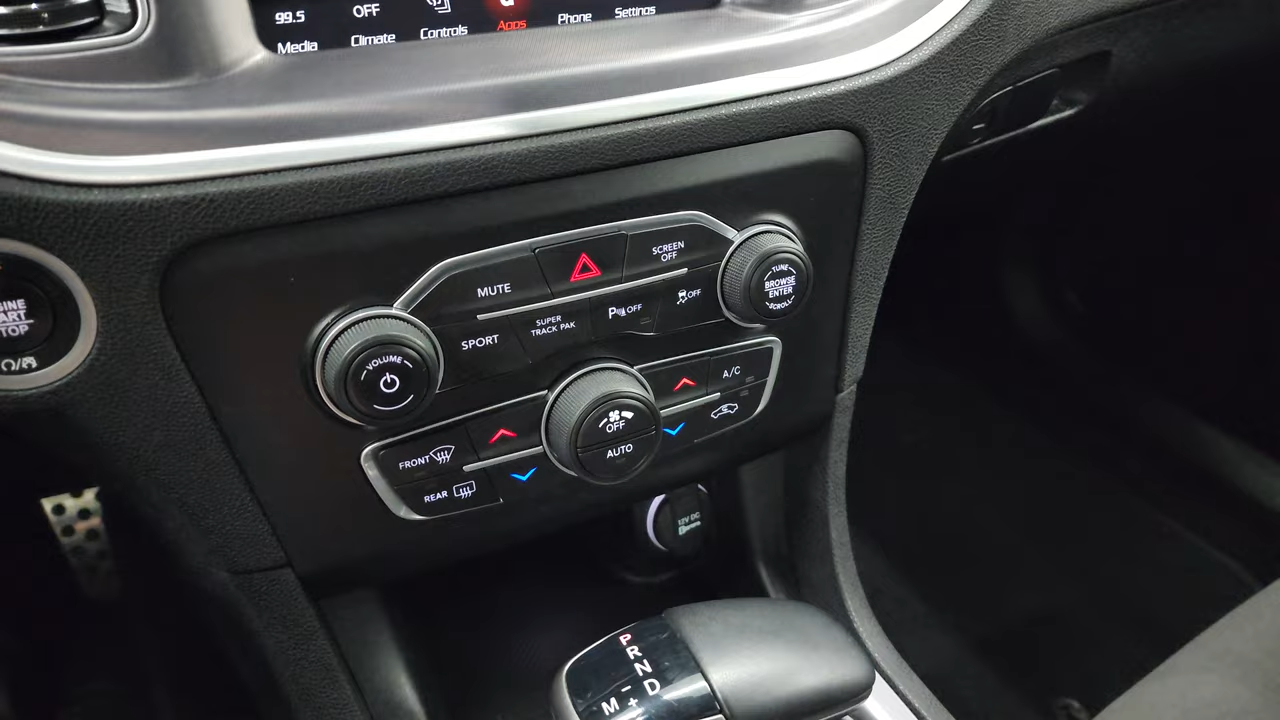 99.5
OFF
Media
Climate
Controls
Apps
Phone
Settings
MUTE
SCREEN
OFF
TUNE
BROWSE
ENTER
SCROLL
SPORT
SUPER
TRACK PAK
P OFF
OFF
VOLUME
OFF
AUTO
A/C
FRONT
REAR
TOP
12V DC
P
R
N
D
M
-
+